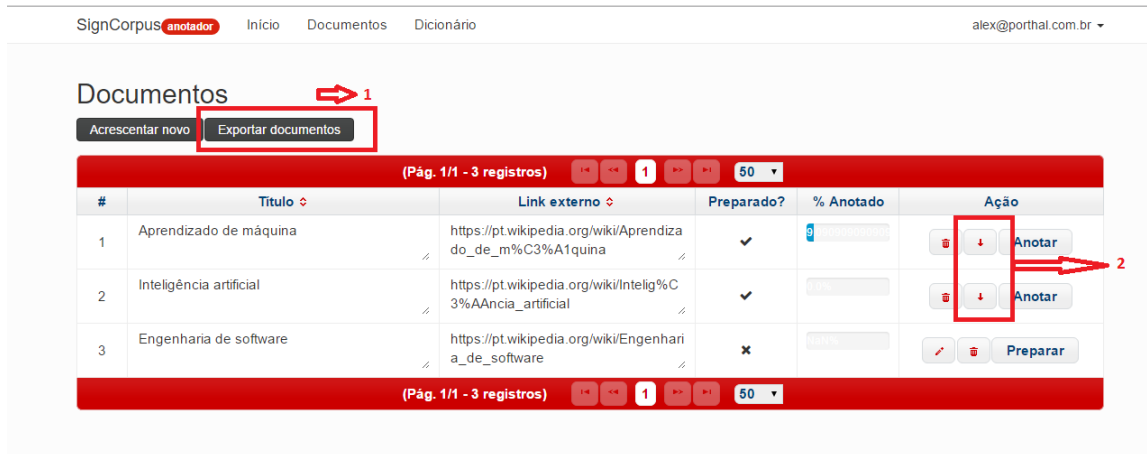 SignCorpus anotador Início Documentos Dicionário alex@porthal.com.br
Documentos 1
Acrescentar novo Exportar documentos
(Pág. 1/1 - 3 registros) 1 50
# Título Link externo Preparado? % Anotado Ação
1 Aprendizado de máquina https://pt.wikipedia.org/wiki/Aprendiza
do_de_m%C3%A1quina Anotar 2
2 Inteligência artificial https://pt.wikipedia.org/wiki/Intelig%C
3%AAncia_artificial Anotar
3 Engenharia de software https://pt.wikipedia.org/wiki/Engenhari
a_de_software Preparar
(Pág. 1/1 - 3 registros) 1 50